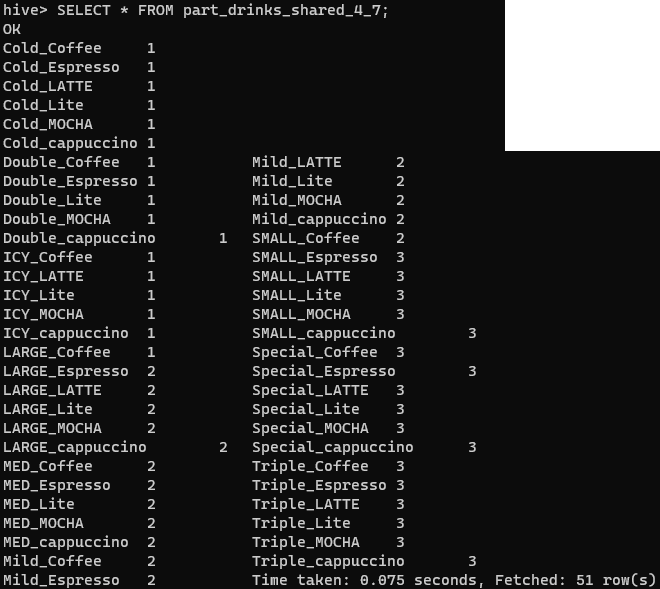 hive> SELECT * FROM part_drinks_shared_4_7;
OK
Cold_Coffee 1
Cold_Espresso 1
Cold_LATTE 1
Cold_Lite 1
Cold_MOCHA 1
Cold_cappuccino 1
Double_Coffee 1
Double_Espresso 1
Double_Lite 1
Double_MOCHA 1
Double_cappuccino 1
ICY_Coffee 1
ICY_LATTE 1
ICY_Lite 1
ICY_MOCHA 1
ICY_cappuccino 1
LARGE_Coffee 1
LARGE_Espresso 2
LARGE_LATTE 2
LARGE_Lite 2
LARGE_MOCHA 2
LARGE_cappuccino 2
MED_Coffee 2
MED_Espresso 2
MED_Lite 2
MED_MOCHA 2
MED_cappuccino 2
Mild_Coffee 2
Mild_Espresso 2
Mild_LATTE 2
Mild_Lite 2
Mild_MOCHA 2
Mild_cappuccino 2
SMALL_Coffee 2
SMALL_Espresso 3
SMALL_LATTE 3
SMALL_Lite 3
SMALL_MOCHA 3
SMALL_cappuccino 3
Special_Coffee 3
Special_Espresso 3
Special_LATTE 3
Special_Lite 3
Special_MOCHA 3
Special_cappuccino 3
Triple_Coffee 3
Triple_Espresso 3
Triple_LATTE 3
Triple_Lite 3
Triple_MOCHA 3
Triple_cappuccino 3
Time taken: 0.075 seconds, Fetched: 51 row(s)